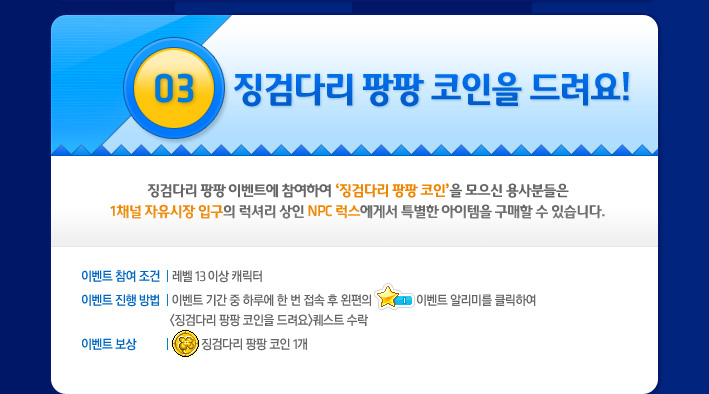 03 징검다리 팡팡 코인을 드려요!
징검다리 팡팡 이벤트에 참여하여 '징검다리 팡팡 코인'을 모으신 용사분들은
1채널 자유시장 입구의 럭셔리 상인 NPC 럭스에게서 특별한 아이템을 구매할 수 있습니다.
이벤트 참여 조건 | 레벨 13 이상 캐릭터
이벤트 진행 방법 | 이벤트 기간 중 하루에 한 번 접속 후 왼편의 이벤트 알리미를 클릭하여
<징검다리 팡팡 코인을 드려요>퀘스트 수락
이벤트 보상 | 징검다리 팡팡 코인 1개